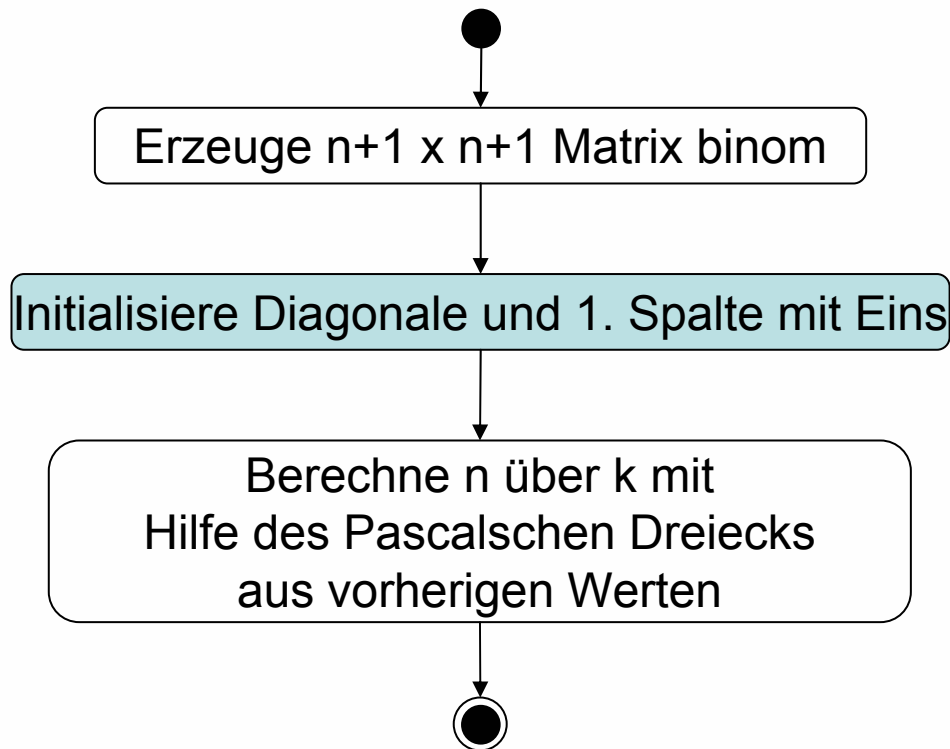 Erzeuge n+1 x n+1 Matrix binom
Initialisiere Diagonale und 1. Spalte mit Eins
Berechne n über k mit
Hilfe des Pascalschen Dreiecks
aus vorherigen Werten